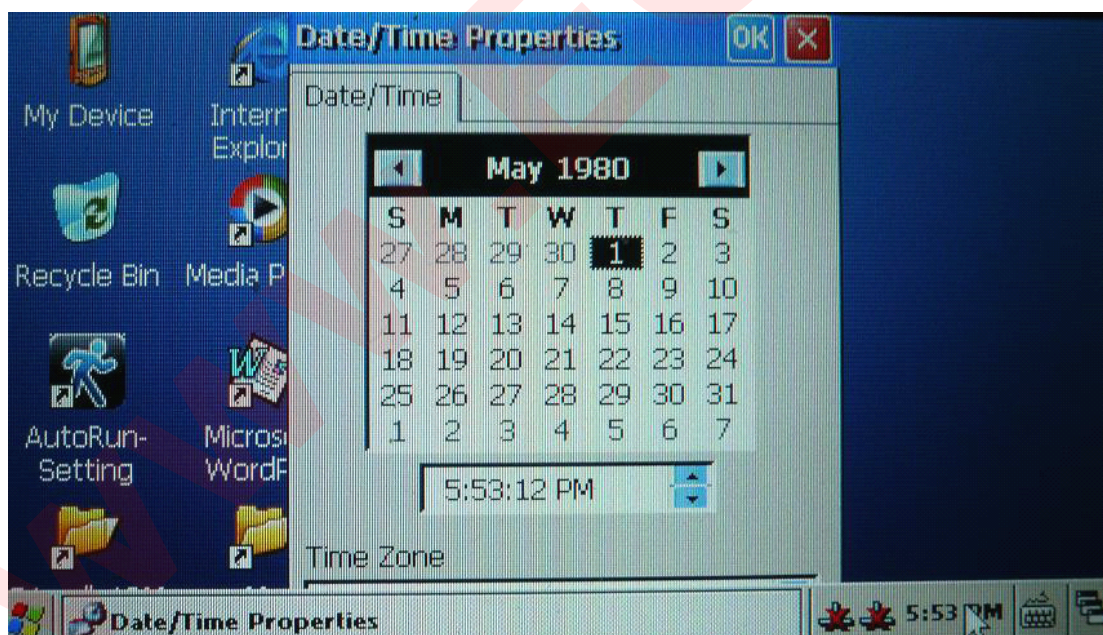 My Device
Intern
Explor
Recycle Bin
Media P
AutoRun-
Setting
Micros
WordP
Date/Time Properties
OK
Date/Time
May 1980
S M T W T F S
27 28 29 30 1 2 3
4 5 6 7 8 9 10
11 12 13 14 15 16 17
18 19 20 21 22 23 24
25 26 27 28 29 30 31
1 2 3 4 5 6 7
5:53:12 PM
Time Zone
Date/Time Properties
5:53 PM